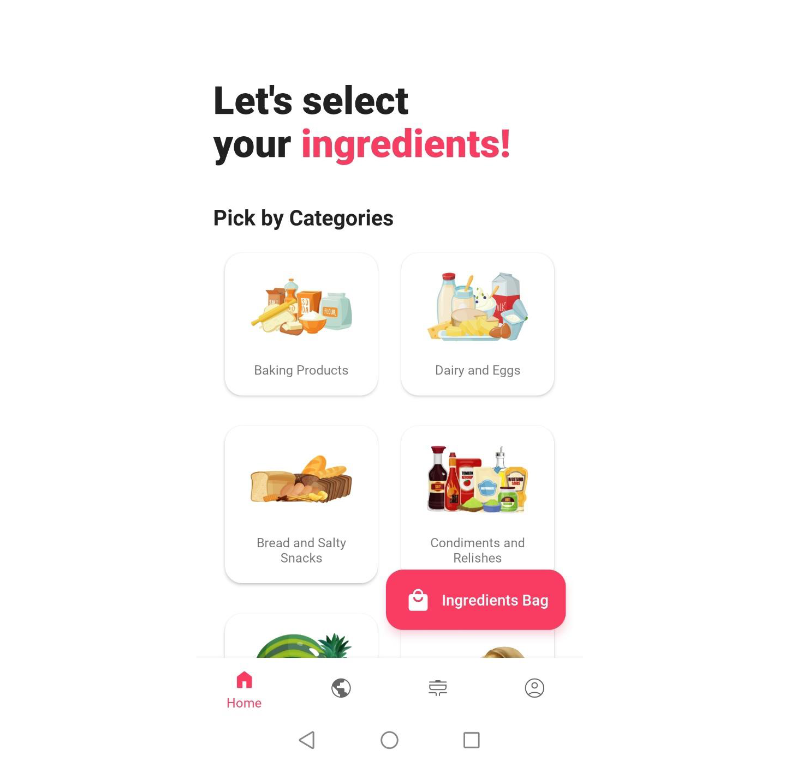 Let's select
your ingredients!
Pick by Categories
Baking Products
Dairy and Eggs
Bread and Salty
Snacks
Condiments and
Relishes
Ingredients Bag
Home